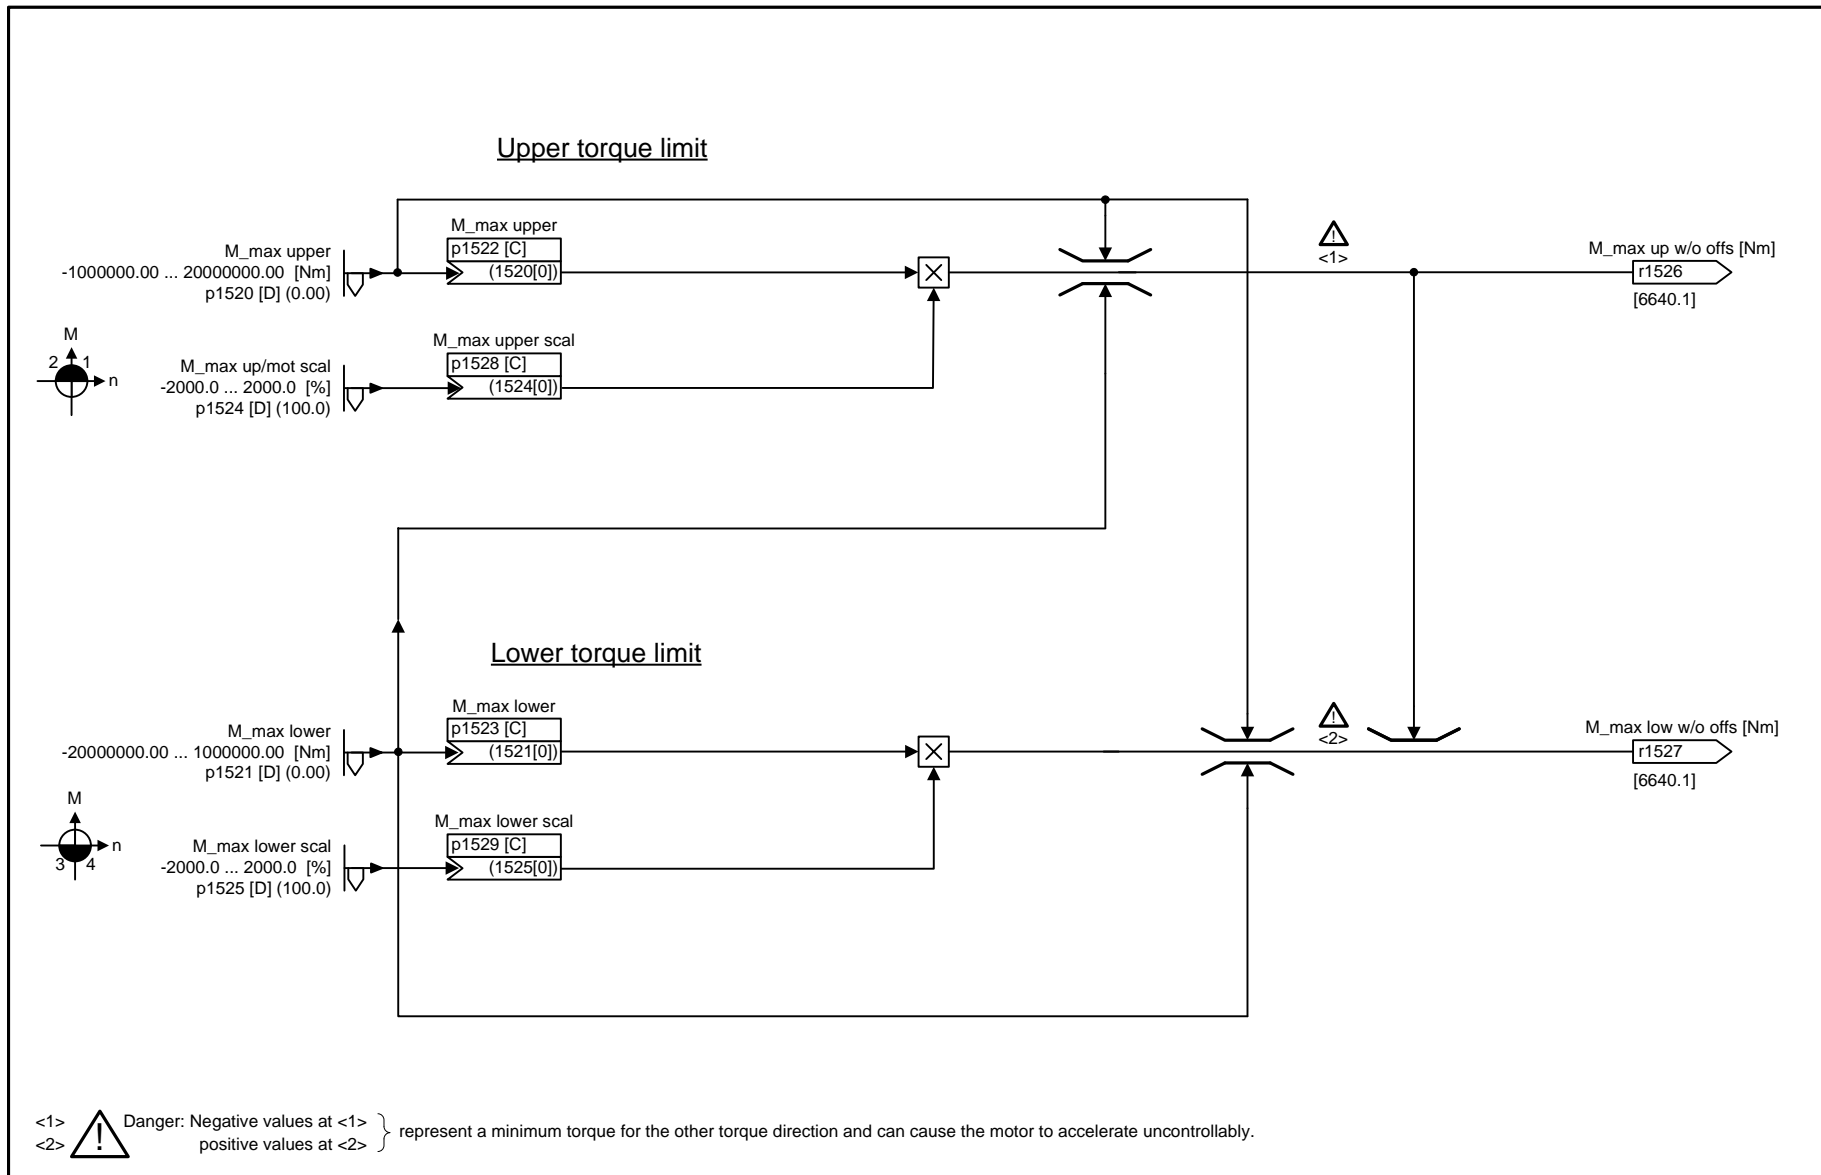 Upper torque limit
M_max upper
-1000000.00 ... 20000000.00 [Nm]
p1520 [D] (0.00)
M_max upper
p1522 [C]
(1520[0])
<1>
M_max up w/o offs [Nm]
r1526
[6640.1]
M
2 1
n
M_max up/mot scal
-2000.0 ... 2000.0 [%]
p1524 [D] (100.0)
M_max upper scal
p1528 [C]
(1524[0])
Lower torque limit
M_max lower
-20000000.00 ... 1000000.00 [Nm]
p1521 [D] (0.00)
M_max lower
p1523 [C]
(1521[0])
<2>
M_max low w/o offs [Nm]
r1527
[6640.1]
M
n
3 4
M_max lower scal
-2000.0 ... 2000.0 [%]
p1525 [D] (100.0)
M_max lower scal
p1529 [C]
(1525[0])
<1> Danger: Negative values at <1>
<2> positive values at <2>
represent a minimum torque for the other torque direction and can cause the motor to accelerate uncontrollably.